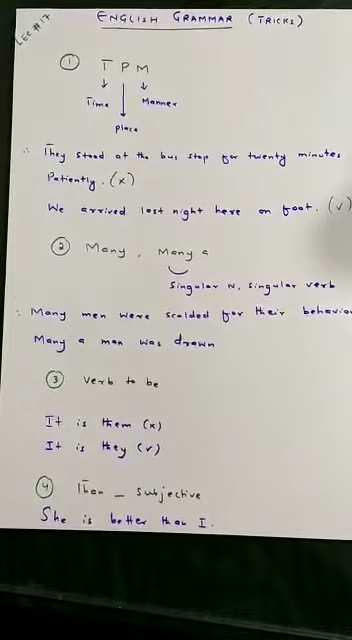 LEC #17
ENGLISH GRAMMAR (TRICKS)
① T P M
Time Manner
place
∴ They stood at the bus stop for twenty minutes
Patiently. (x)
We arrived last night here on foot. (✓)
② Many, Many a
Singular N, singular verb
: Many men were scolded for their behaviou
Many a man was drown
③ Verb to be
It is them (x)
It is they (✓)
④ Than _ subjective
She is better than I.